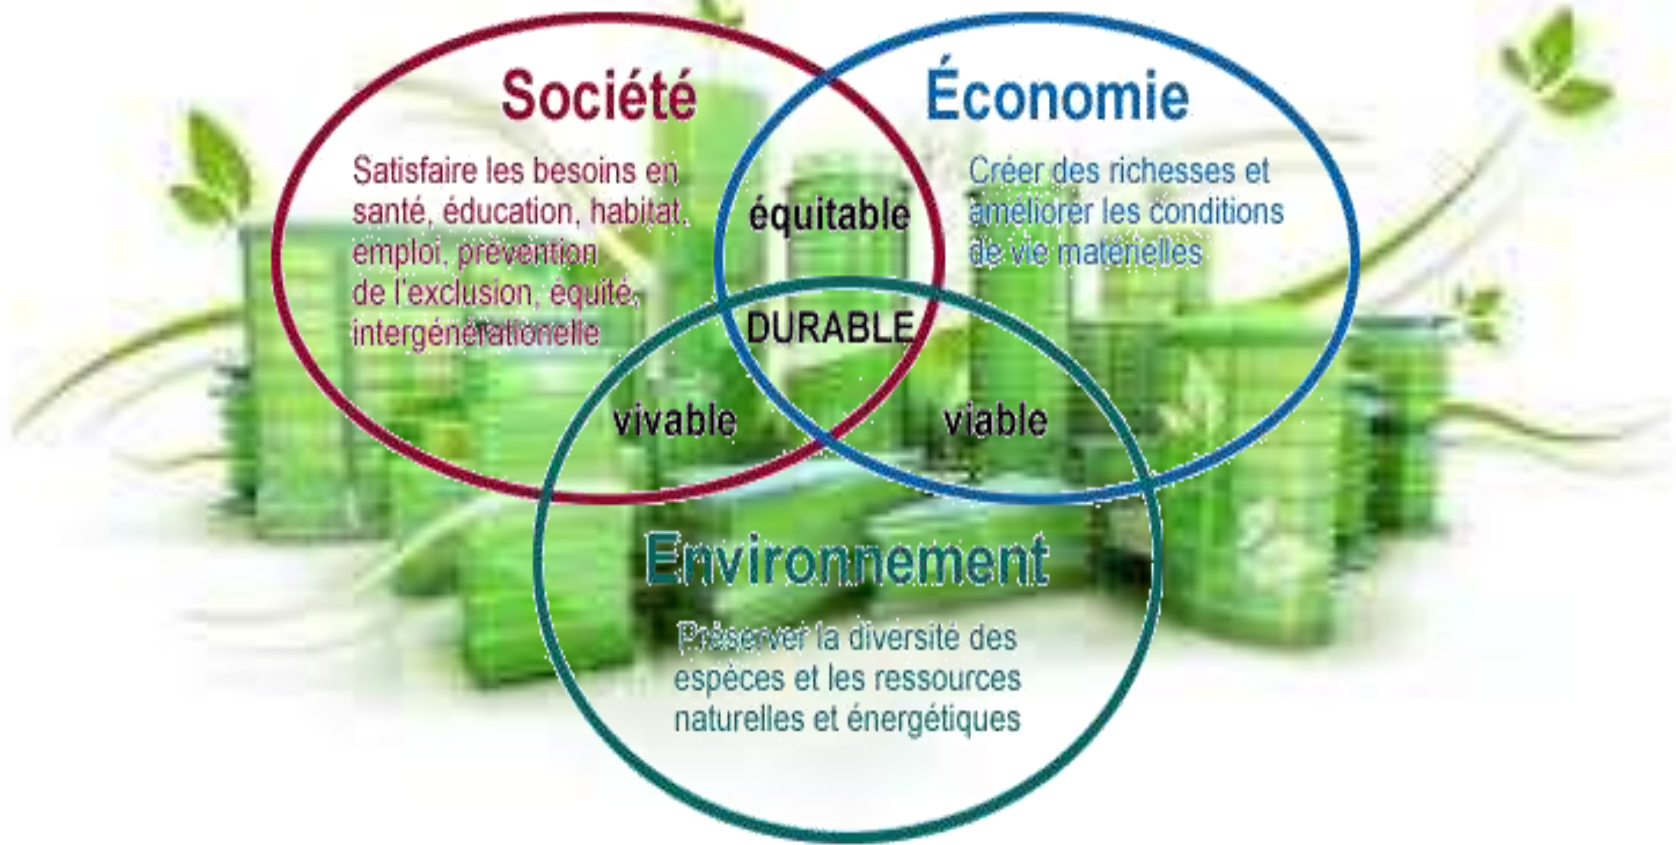 Société
Satisfaire les besoins en
santé, éducation, habitat,
emploi, prévention
de l'exclusion, équité,
intergénérationelle
Économie
Créer des richesses et
améliorer les conditions
de vie matérielles
équitable
DURABLE
vivable
viable
Environnement
Préserver la diversité des
espèces et les ressources
naturelles et énergétiques